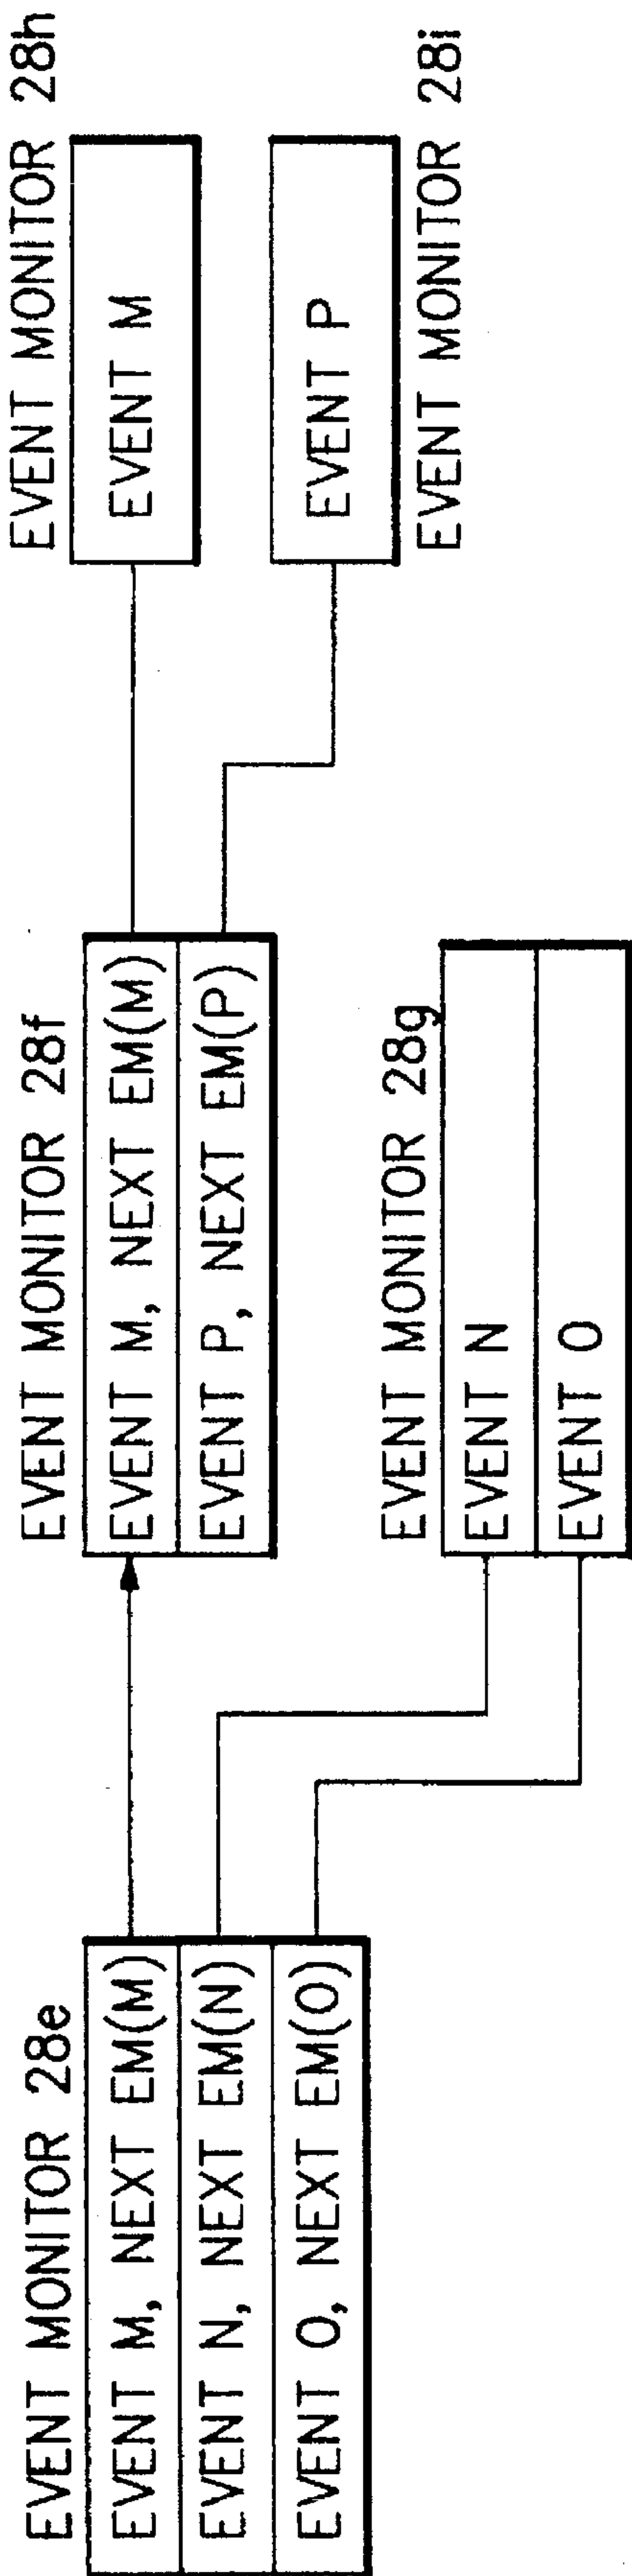 EVENT MONITOR 28e
EVENT M, NEXT EM(M)
EVENT N, NEXT EM(N)
EVENT O, NEXT EM(O)
EVENT MONITOR 28f
EVENT M, NEXT EM(M)
EVENT P, NEXT EM(P)
EVENT MONITOR 28g
EVENT N
EVENT O
EVENT MONITOR 28h
EVENT M
EVENT P
EVENT MONITOR 28i